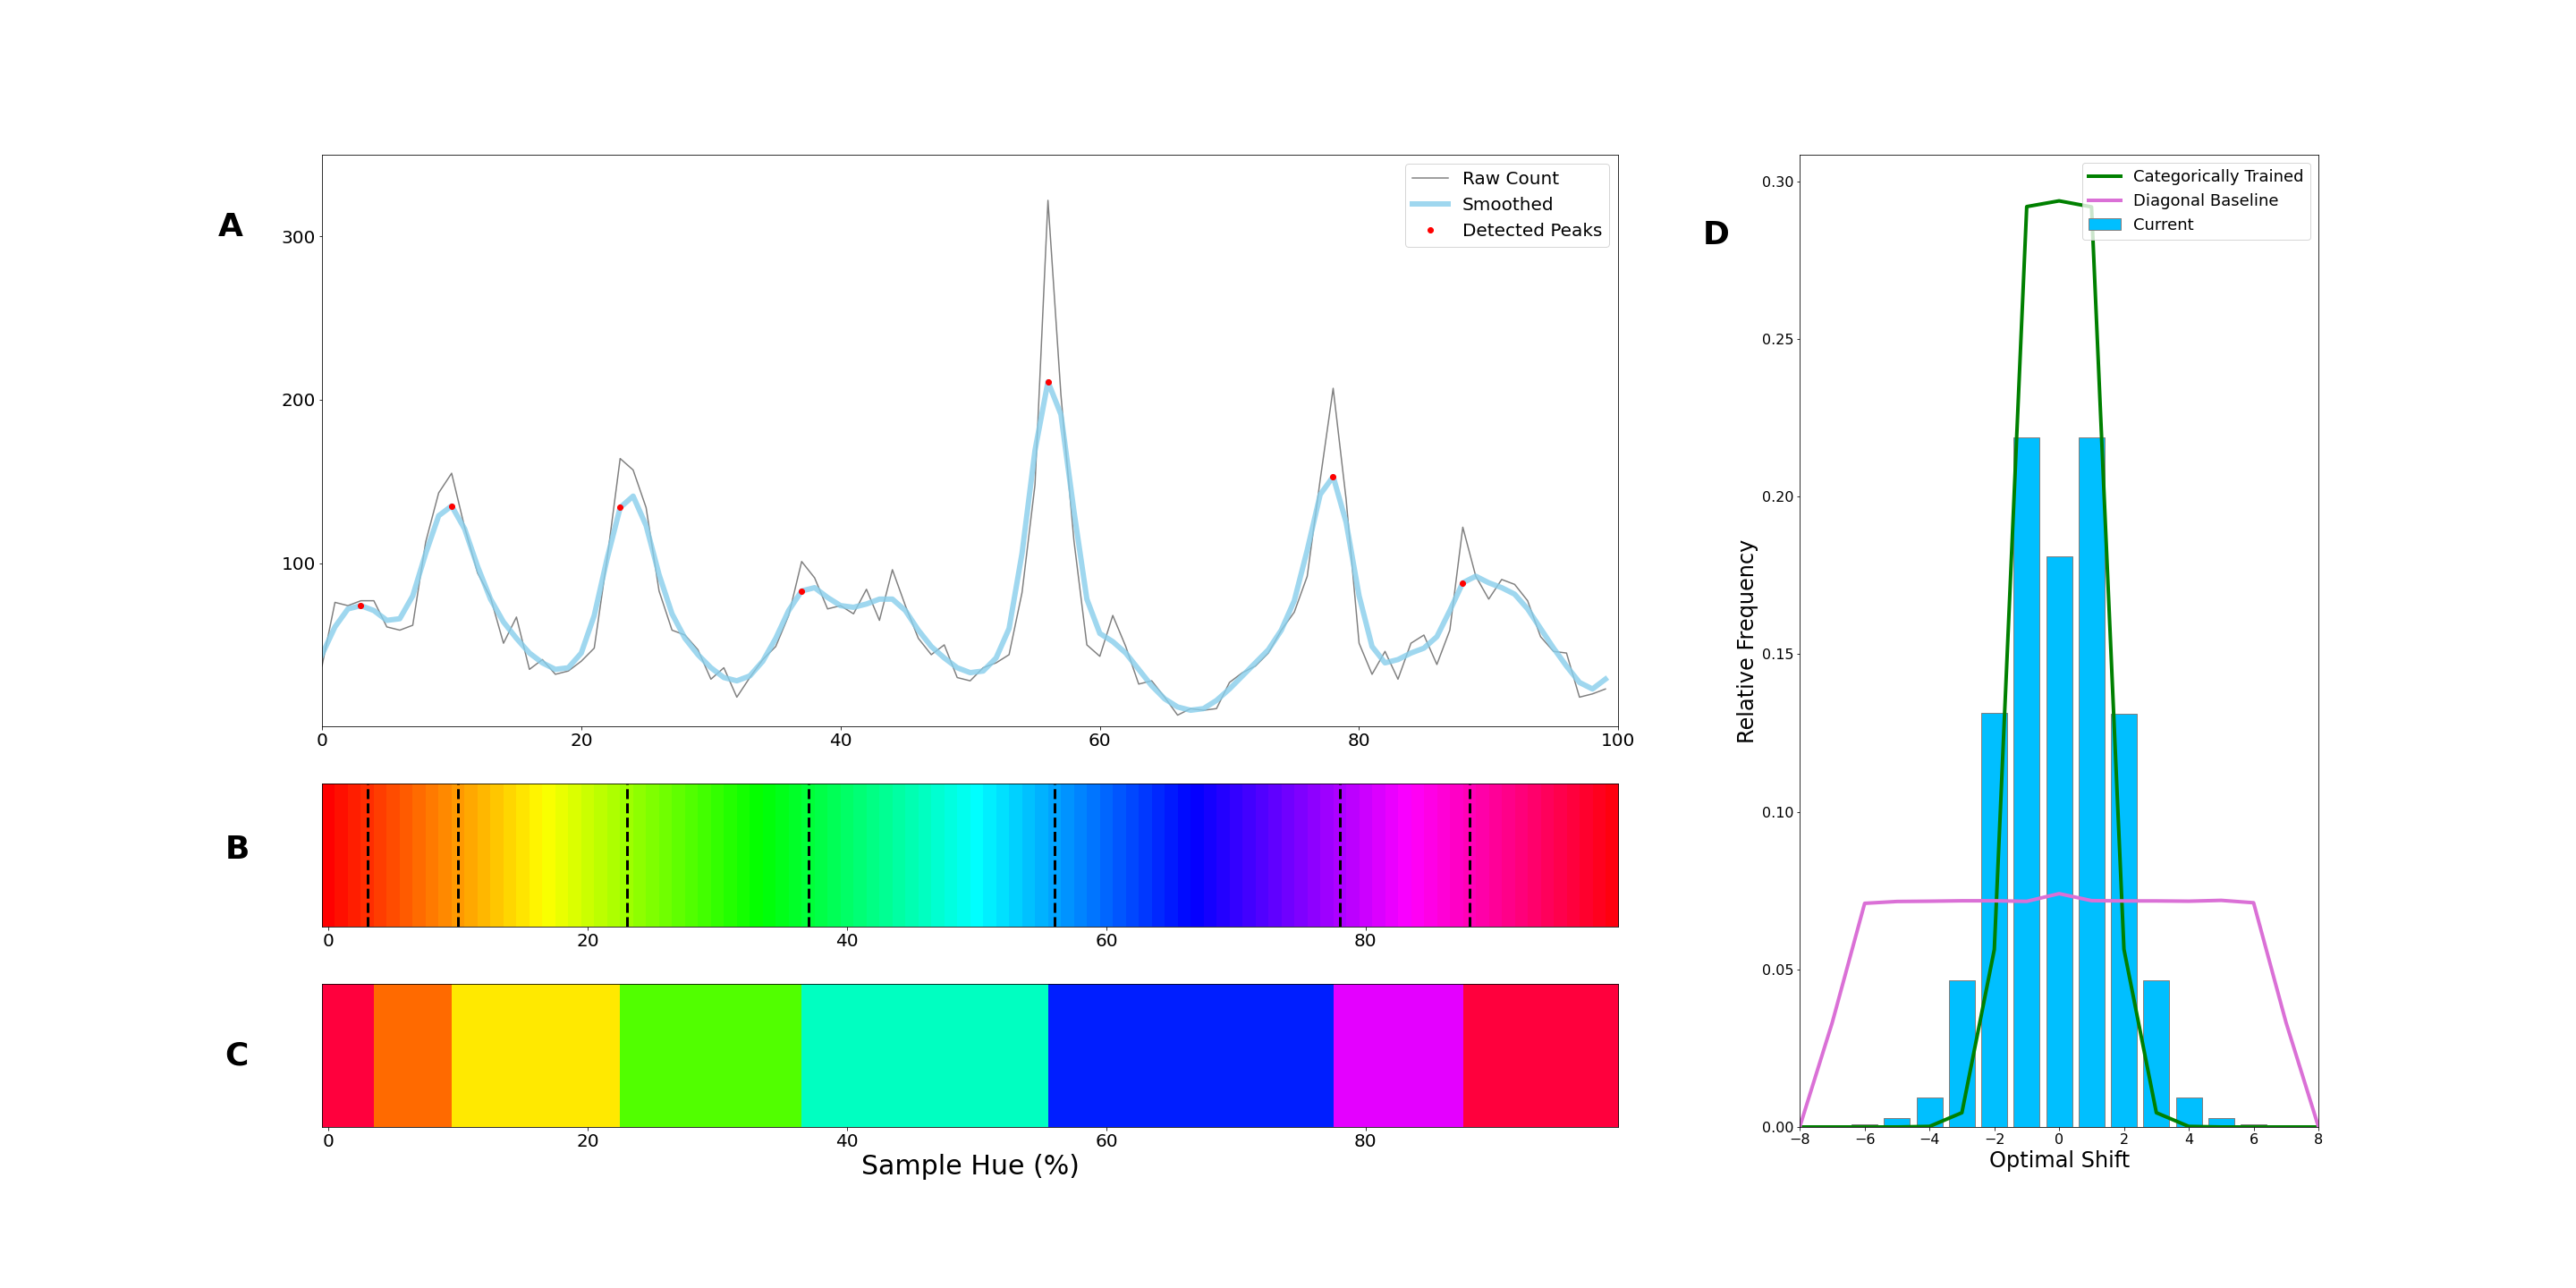 A
300
200
100
Raw Count
Smoothed
Detected Peaks
0 20 40 60 80 100
B
0 20 40 60 80
C
0 20 40 60 80
Sample Hue (%)
D
Relative Frequency
0.30
0.25
0.20
0.15
0.10
0.05
0.00
Categorically Trained
Diagonal Baseline
Current
−8 −6 −4 −2 0 2 4 6 8
Optimal Shift